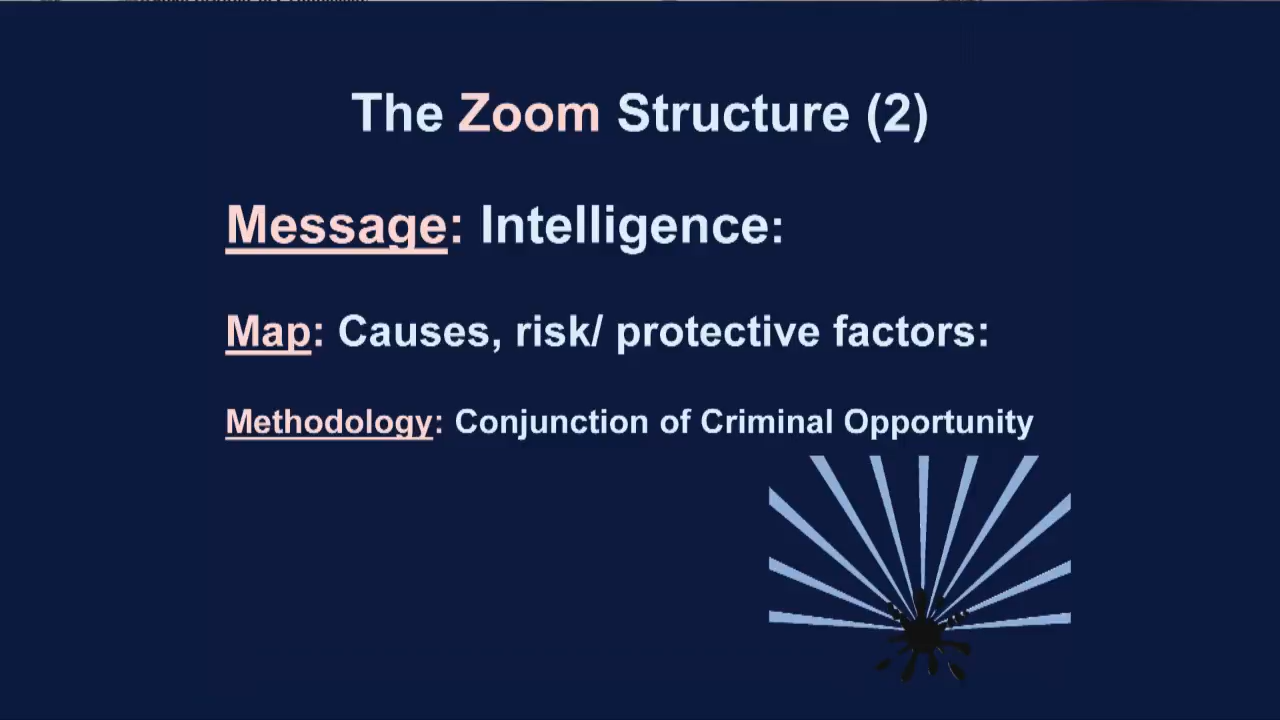 The Zoom Structure (2)
Message: Intelligence:
Map: Causes, risk/ protective factors:
Methodology: Conjunction of Criminal Opportunity